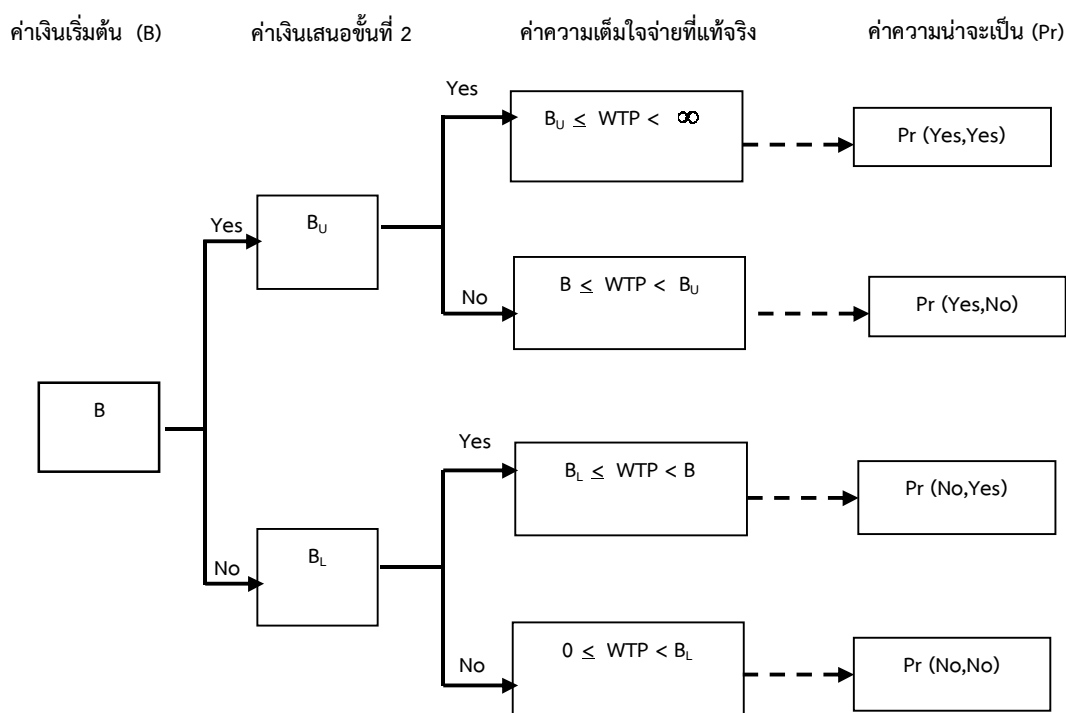 ค่าเงินเริ่มต้น (B) ค่าเงินเสนอขั้นที่ 2 ค่าความเต็มใจจ่ายที่แท้จริง ค่าความน่าจะเป็น (Pr)
Yes
B_U ≤ WTP < ∞
Pr (Yes,Yes)
Yes
B_U
No
B ≤ WTP < B_U
Pr (Yes,No)
B
Yes
B_L ≤ WTP < B
Pr (No,Yes)
No
B_L
No
0 ≤ WTP < B_L
Pr (No,No)